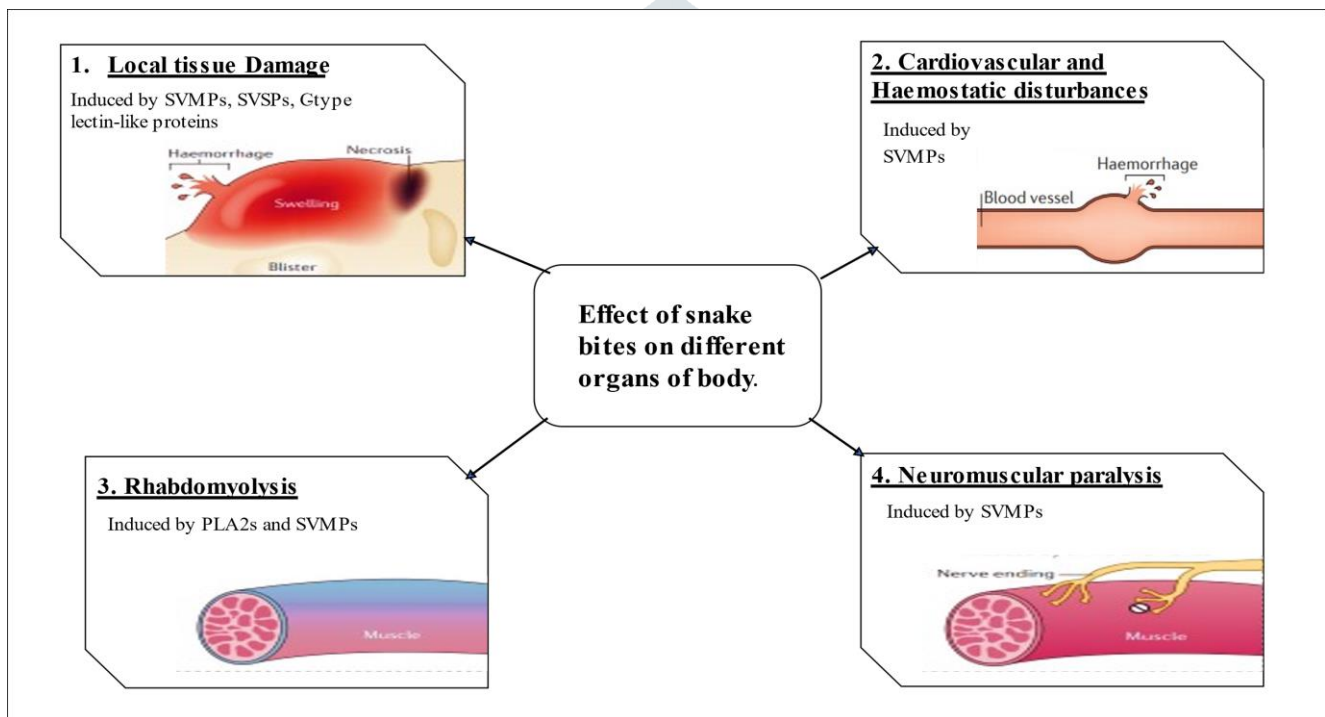 1. Local tissue Damage
Induced by SVMPs, SVSPs, Gtype
lectin-like proteins
Haemorrhage
Necrosis
Swelling
Blister
2. Cardiovascular and
Haemostatic disturbances
Induced by
SVMPs
Haemorrhage
Blood vessel
Effect of snake
bites on different
organs of body.
3. Rhabdomyolysis
Induced by PLA2s and SVMPs
Muscle
4. Neuromuscular paralysis
Induced by SVMPs
Nerve ending
Muscle